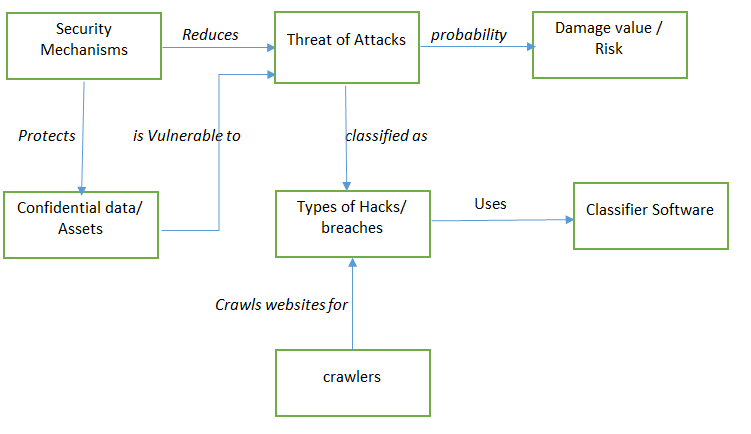 Security
Mechanisms
Reduces
Threat of Attacks
probability
Damage value /
Risk
Protects
is Vulnerable to
classified as
Confidential data/
Assets
Types of Hacks/
breaches
Uses
Classifier Software
Crawls websites for
crawlers